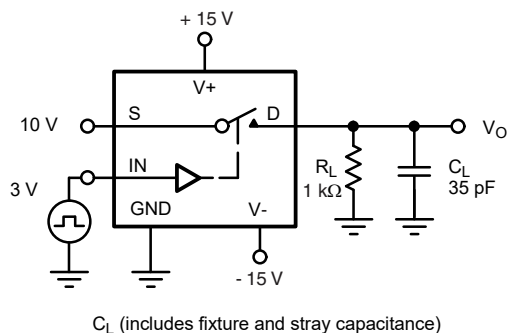 + 15 V
V+
10 V
S
D
V_O
IN
R_L
1 kΩ
C_L
35 pF
3 V
GND
V-
- 15 V
C_L (includes fixture and stray capacitance)